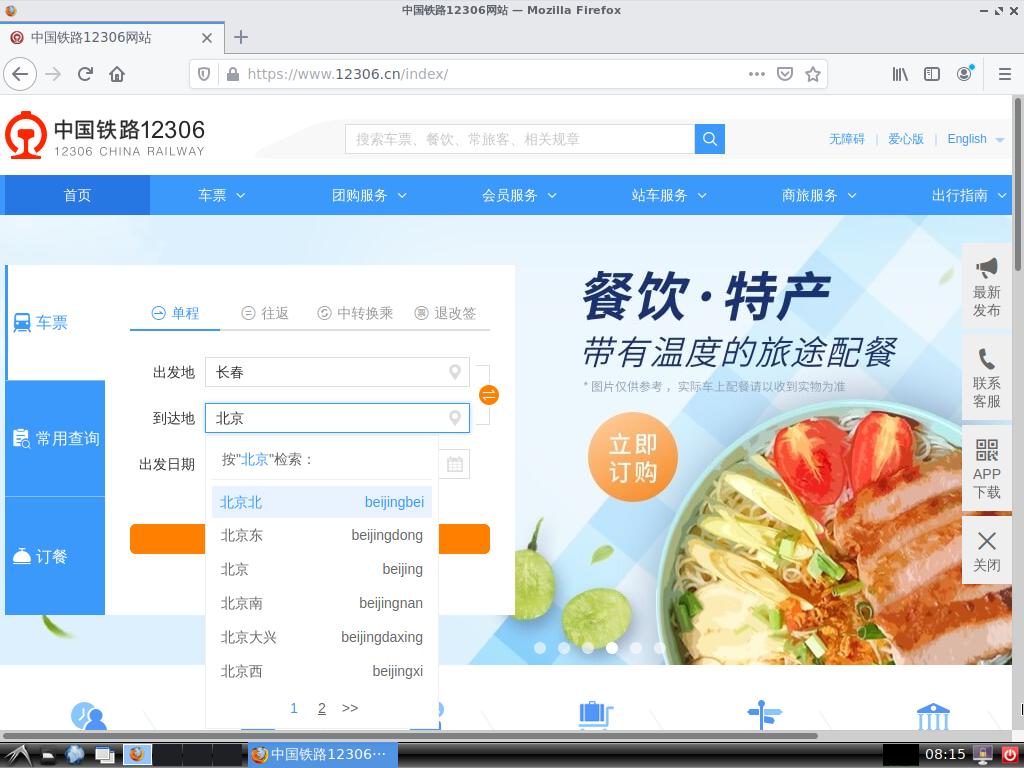 中国铁路12306网站 — Mozilla Firefox
中国铁路12306网站
https://www.12306.cn/index/
中国铁路12306
12306 CHINA RAILWAY
搜索车票、餐饮、常旅客、相关规章
无障碍 | 爱心版 | English
首页 车票 团购服务 会员服务 站车服务 商旅服务 出行指南
餐饮·特产
带有温度的旅途配餐
*图片仅供参考，实际车上配餐请以收到实物为准
立即
订购
最新
发布
联系
客服
APP
下载
关闭
车票
常用查询
订餐
单程 往返 中转换乘 退改签
出发地 长春
到达地 北京
出发日期
按"北京"检索：
北京北 beijingbei
北京东 beijingdong
北京 beijing
北京南 beijingnan
北京大兴 beijingdaxing
北京西 beijingxi
1 2 >>
中国铁路12306网站…
08:15